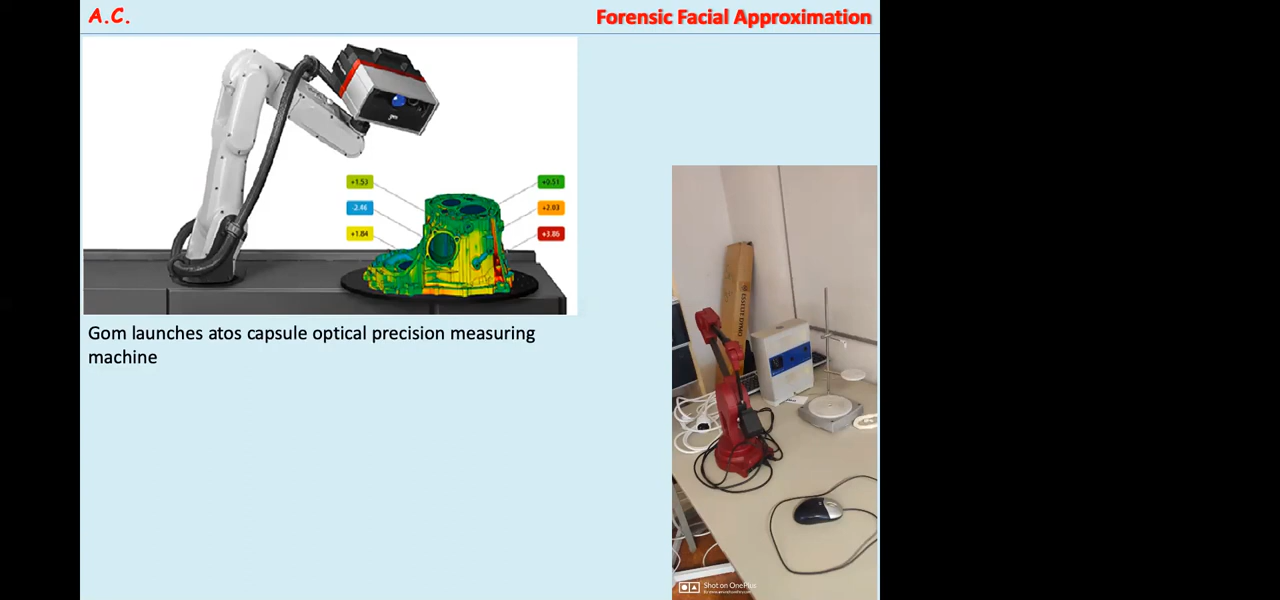 A.C.
Forensic Facial Approximation
+1.53
-2.46
+1.84
+0.51
+2.03
+3.86
Gom launches atos capsule optical precision measuring
machine
Shot on OnePlus